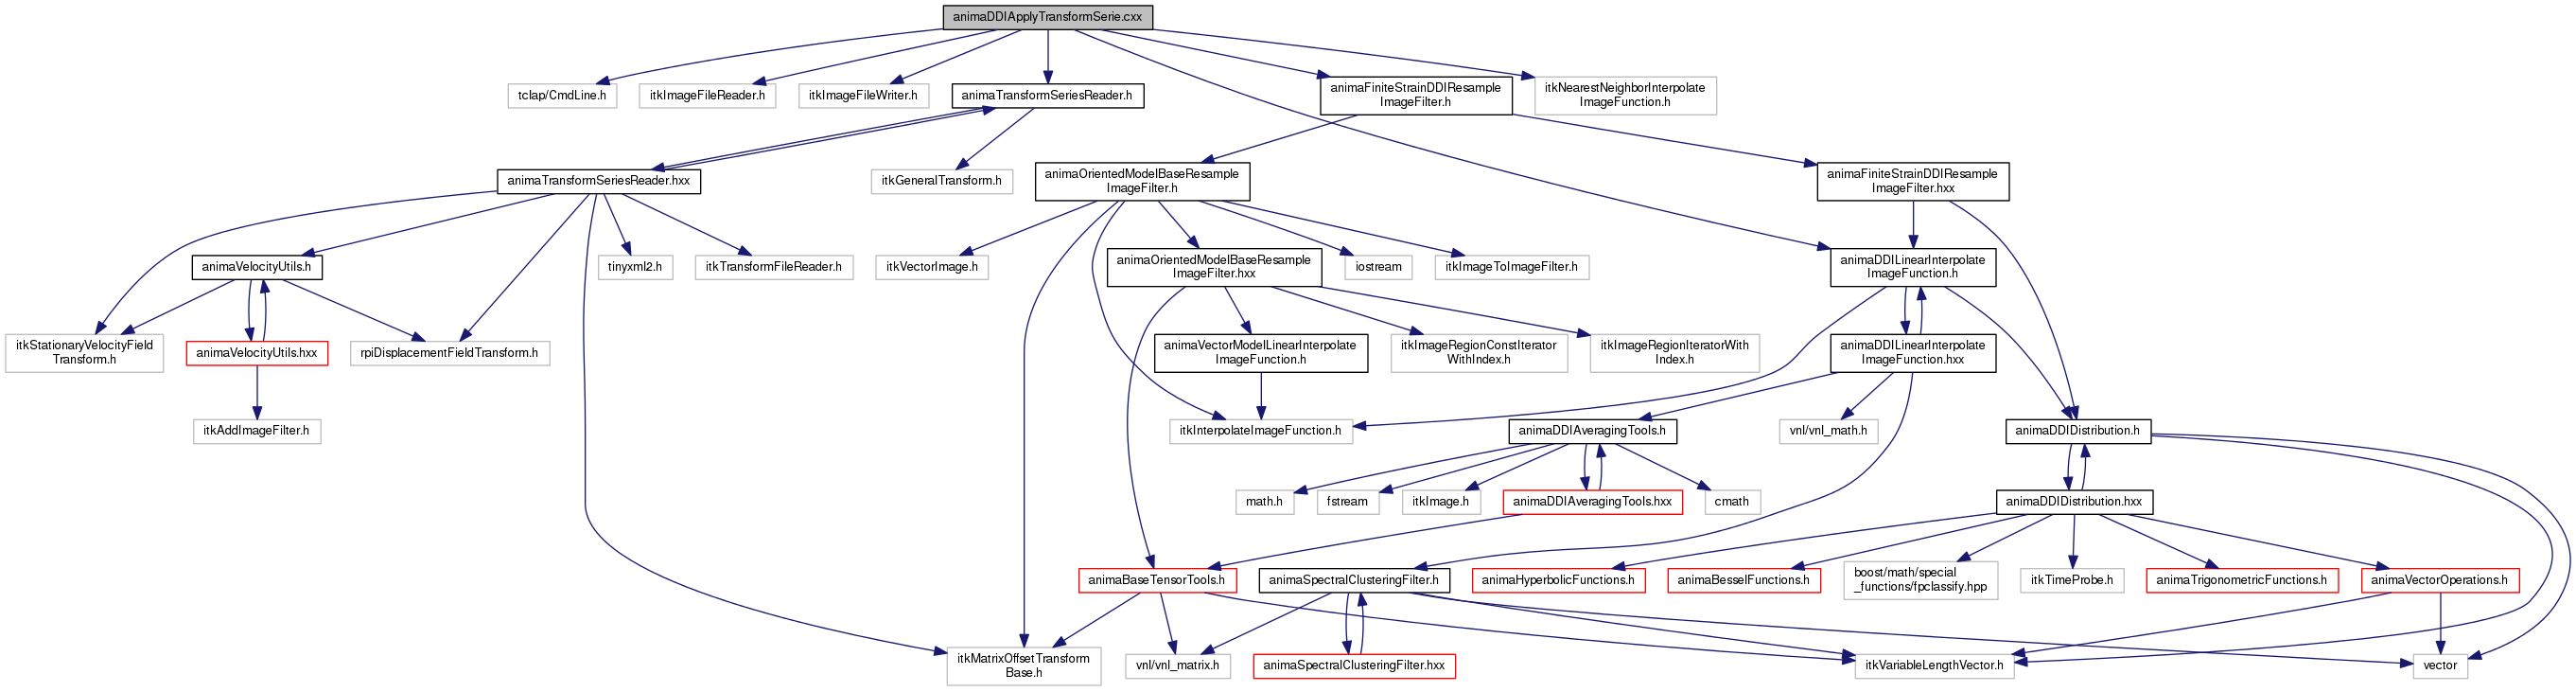 animaDDIApplyTransformSerie.cxx
tclap/CmdLine.h
itkImageFileReader.h
itkImageFileWriter.h
animaTransformSeriesReader.h
animaFiniteStrainDDIResample
ImageFilter.h
itkNearestNeighborInterpolate
ImageFunction.h
animaTransformSeriesReader.hxx
itkGeneralTransform.h
animaOrientedModelBaseResample
ImageFilter.h
animaFiniteStrainDDIResample
ImageFilter.hxx
animaVelocityUtils.h
tinyxml2.h
itkTransformFileReader.h
itkVectorImage.h
animaOrientedModelBaseResample
ImageFilter.hxx
iostream
itkImageToImageFilter.h
animaDDILinearInterpolate
ImageFunction.h
itkStationaryVelocityField
Transform.h
animaVelocityUtils.hxx
rpiDisplacementFieldTransform.h
animaVectorModelLinearInterpolate
ImageFunction.h
itkImageRegionConstIterator
WithIndex.h
itkImageRegionIteratorWith
Index.h
animaDDILinearInterpolate
ImageFunction.hxx
itkAddImageFilter.h
itkInterpolateImageFunction.h
animaDDIAveragingTools.h
vnl/vnl_math.h
animaDDIDistribution.h
math.h
fstream
itkImage.h
animaDDIAveragingTools.hxx
cmath
animaDDIDistribution.hxx
animaBaseTensorTools.h
animaSpectralClusteringFilter.h
animaHyperbolicFunctions.h
animaBesselFunctions.h
boost/math/special
_functions/fpclassify.hpp
itkTimeProbe.h
animaTrigonometricFunctions.h
animaVectorOperations.h
itkMatrixOffsetTransform
Base.h
vnl/vnl_matrix.h
animaSpectralClusteringFilter.hxx
itkVariableLengthVector.h
vector